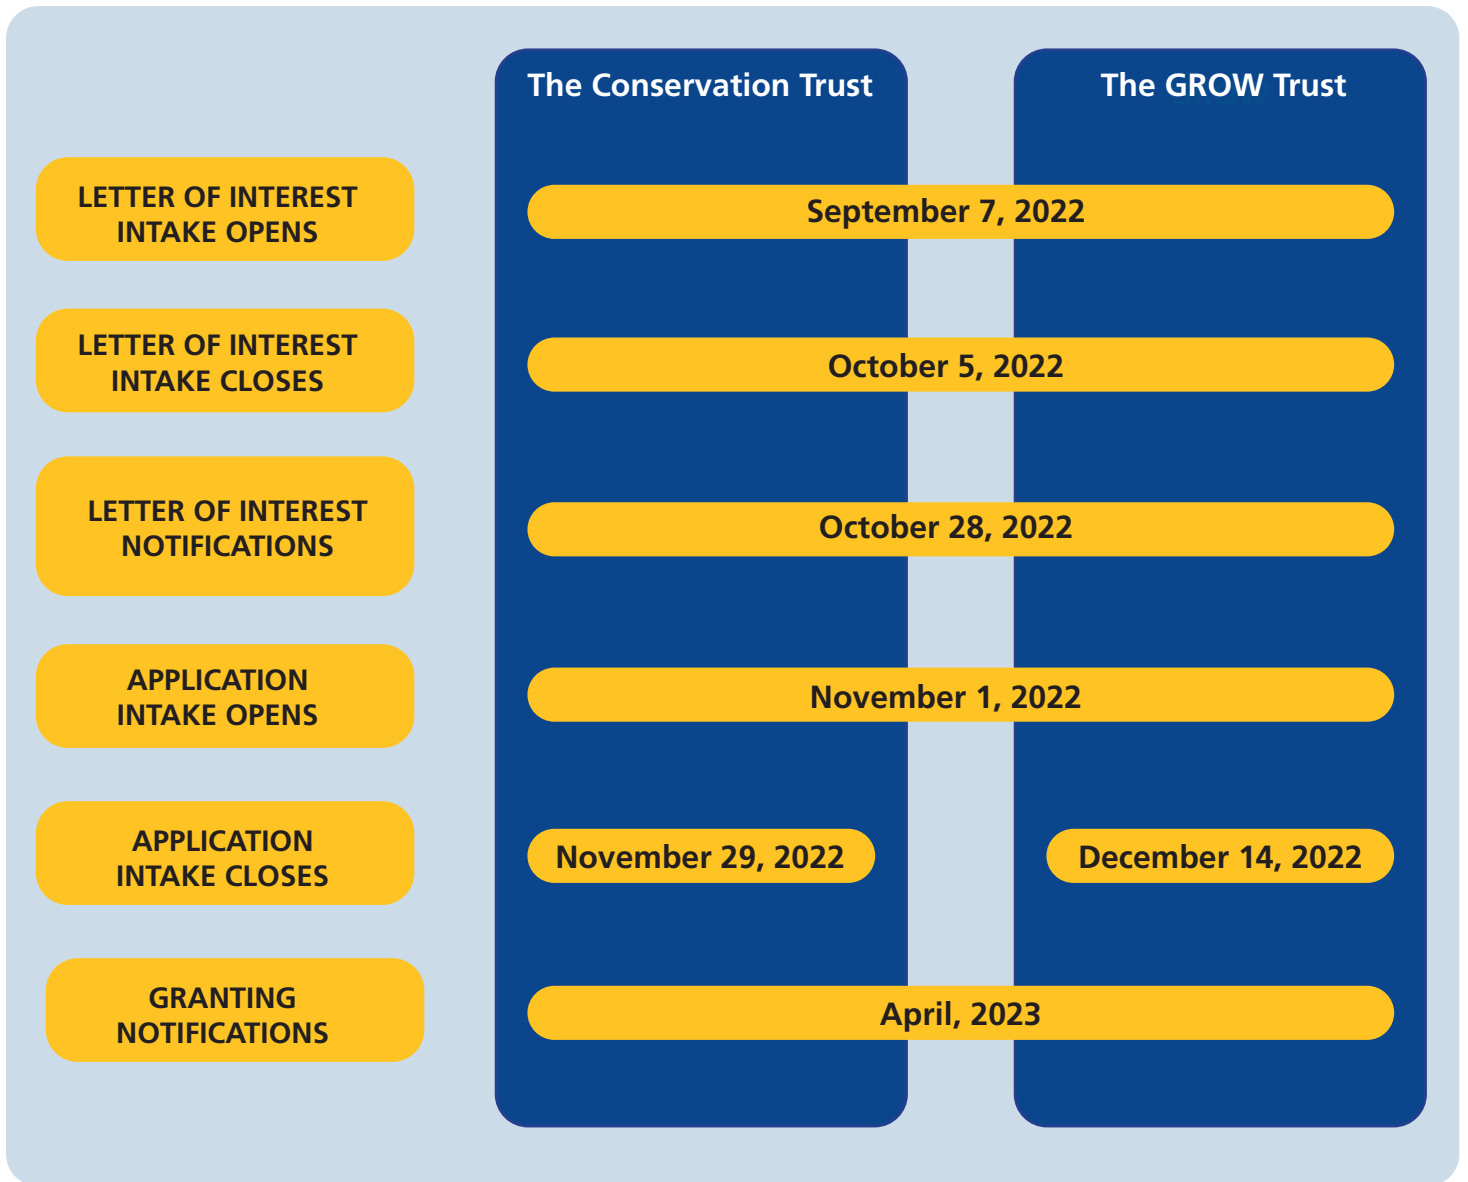 The Conservation Trust
The GROW Trust
LETTER OF INTEREST
INTAKE OPENS
September 7, 2022
LETTER OF INTEREST
INTAKE CLOSES
October 5, 2022
LETTER OF INTEREST
NOTIFICATIONS
October 28, 2022
APPLICATION
INTAKE OPENS
November 1, 2022
APPLICATION
INTAKE CLOSES
November 29, 2022
December 14, 2022
GRANTING
NOTIFICATIONS
April, 2023